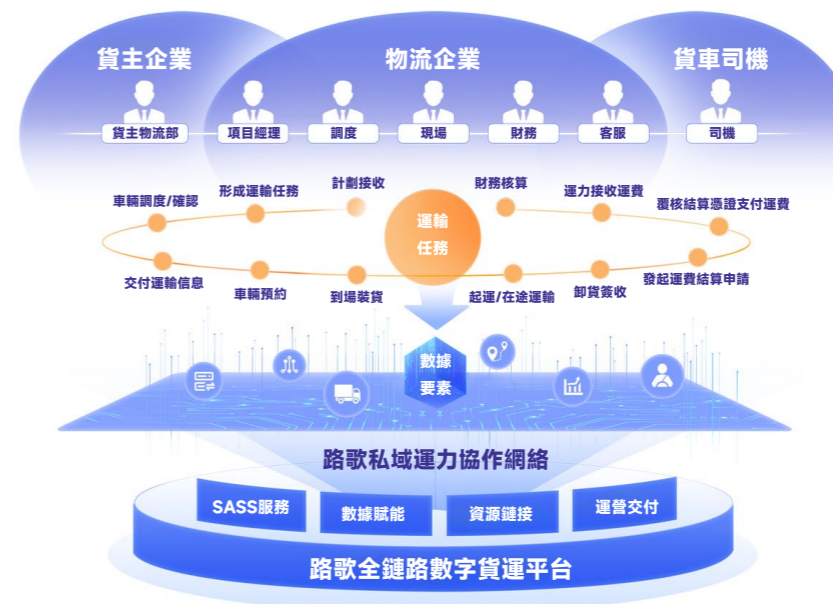 貨主企業
物流企業
貨車司機
貨主物流部
項目經理
調度
現場
財務
客服
司機
車輛調度/確認
形成運輸任務
計劃接收
運輸
任務
財務核算
運力接收運費
覆核結算憑證支付運費
交付運輸信息
車輛預約
到場裝貨
起運/在途運輸
卸貨簽收
發起運費結算申請
數據
要素
路歌私域運力協作網絡
SASS服務
數據賦能
資源鏈接
運營交付
路歌全鏈路數字貨運平台